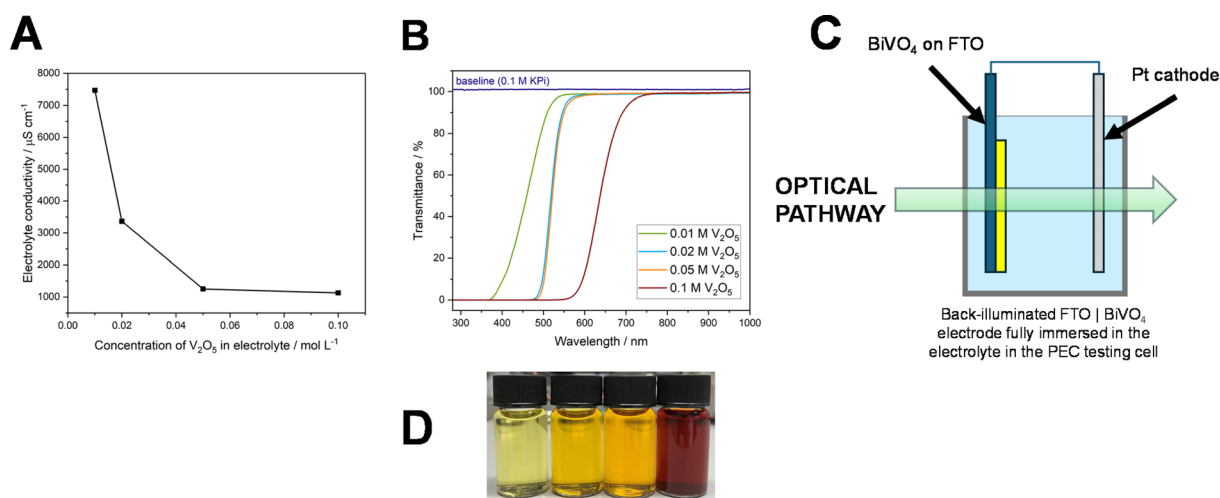 A
8000
7000
6000
5000
4000
3000
2000
1000
0.00 0.02 0.04 0.06 0.08 0.10
Electrolyte conductivity / μS cm⁻¹
Concentration of V₂O₅ in electrolyte / mol L⁻¹
B
baseline (0.1 M KPi)
100
80
60
40
20
0
300 400 500 600 700 800 900 1000
Transmittance / %
Wavelength / nm
0.01 M V₂O₅
0.02 M V₂O₅
0.05 M V₂O₅
0.1 M V₂O₅
C
BiVO₄ on FTO
Pt cathode
OPTICAL
PATHWAY
Back-illuminated FTO | BiVO₄
electrode fully immersed in the
electrolyte in the PEC testing cell
D